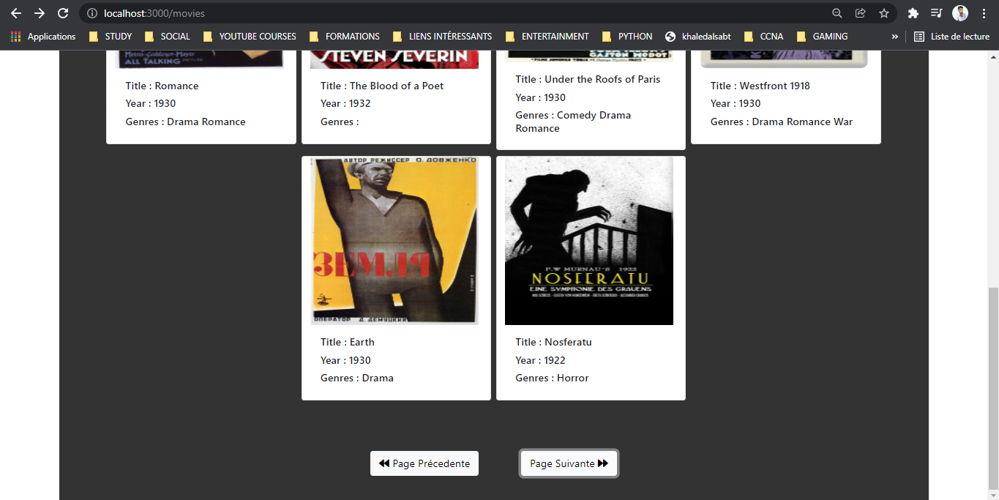 localhost:3000/movies
Applications STUDY SOCIAL YOUTUBE COURSES FORMATIONS LIENS INTÉRESSANTS ENTERTAINMENT PYTHON khaledalsabt CCNA GAMING » Liste de lecture
Metro-Goldwyn-Mayer
ALL TALKING PICTURE
STEVEN SEVERIN
GASTON MODOT
Title : Romance
Year : 1930
Genres : Drama Romance
Title : The Blood of a Poet
Year : 1932
Genres :
Title : Under the Roofs of Paris
Year : 1930
Genres : Comedy Drama
Romance
Title : Westfront 1918
Year : 1930
Genres : Drama Romance War
АВТОР РЕЖИССЕР О. ДОВЖЕНКО
ЗЕМЛЯ
ОПЕРАТОР Д. ДЕМУЦКИЙ
Title : Earth
Year : 1930
Genres : Drama
F.W MURNAU'S 1922
NOSFERATU
EINE SYMPHONIE DES GRAUENS
Title : Nosferatu
Year : 1922
Genres : Horror
Page Précedente
Page Suivante